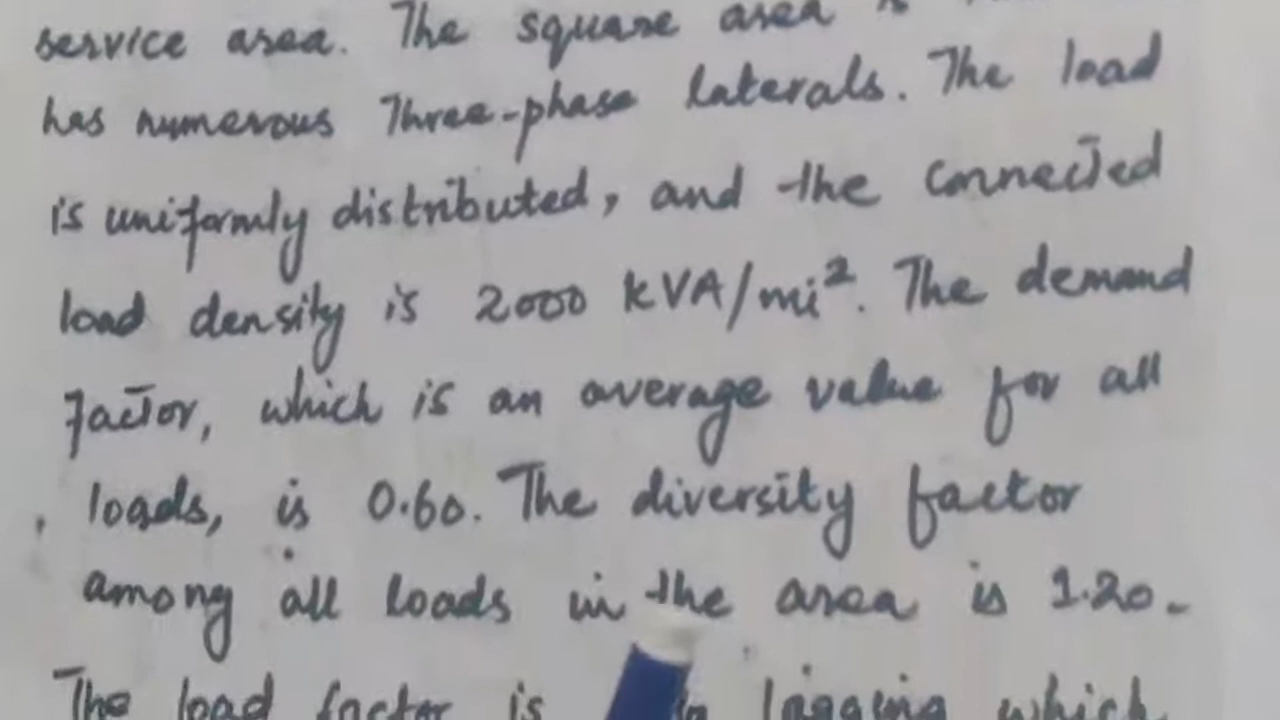 service area. The square area is
has numerous Three-phase laterals. The load
is uniformly distributed, and the connected
load density is 2000 kVA/mi². The demand
factor, which is an average value for all
loads, is 0.60. The diversity factor
among all loads in the area is 1.20.
The load factor is lagging which